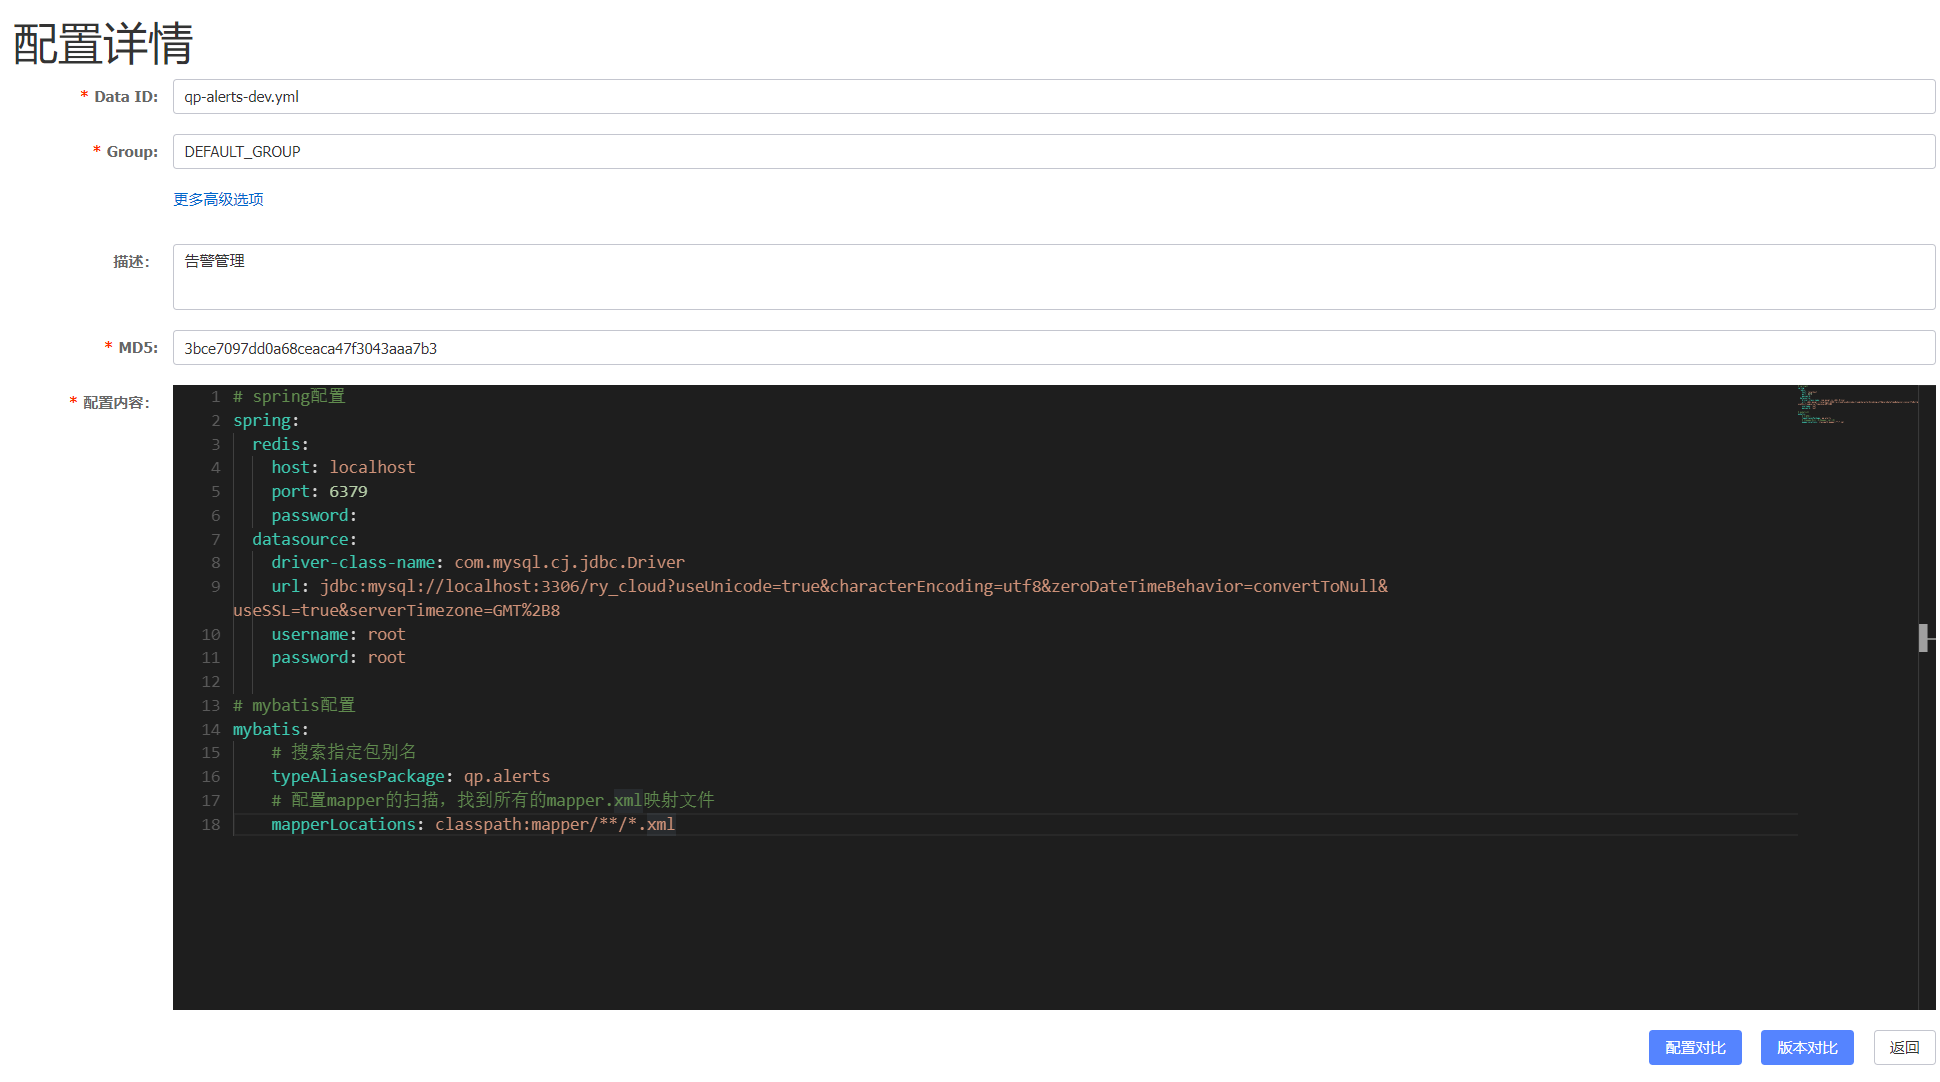 配置详情
* Data ID: qp-alerts-dev.yml
* Group: DEFAULT_GROUP
更多高级选项
描述: 告警管理
* MD5: 3bce7097dd0a68ceaca47f3043aaa7b3
* 配置内容:
1 # spring配置
2 spring:
3   redis:
4     host: localhost
5     port: 6379
6     password:
7   datasource:
8     driver-class-name: com.mysql.cj.jdbc.Driver
9     url: jdbc:mysql://localhost:3306/ry_cloud?useUnicode=true&characterEncoding=utf8&zeroDateTimeBehavior=convertToNull&
useSSL=true&serverTimezone=GMT%2B8
10     username: root
11     password: root
12
13 # mybatis配置
14 mybatis:
15     # 搜索指定包别名
16     typeAliasesPackage: qp.alerts
17     # 配置mapper的扫描，找到所有的mapper.xml映射文件
18     mapperLocations: classpath:mapper/**/*.xml
配置对比 版本对比 返回